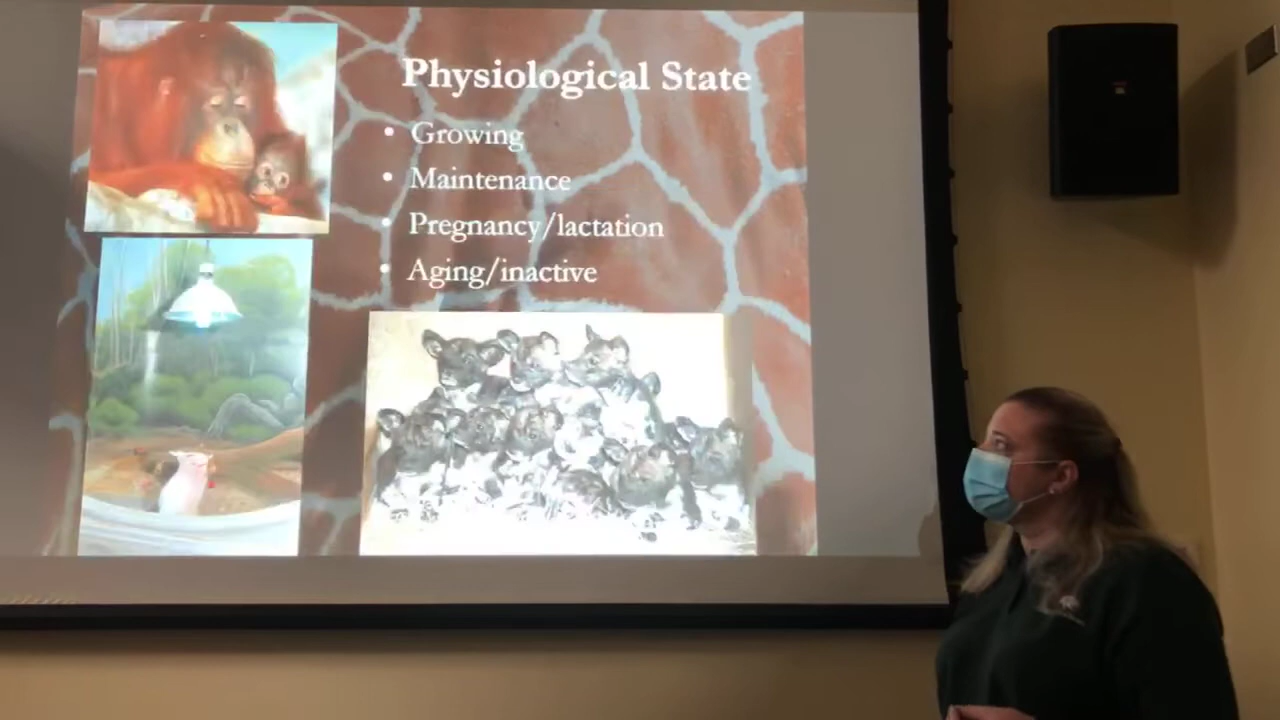 Physiological State
• Growing
• Maintenance
• Pregnancy/lactation
• Aging/inactive